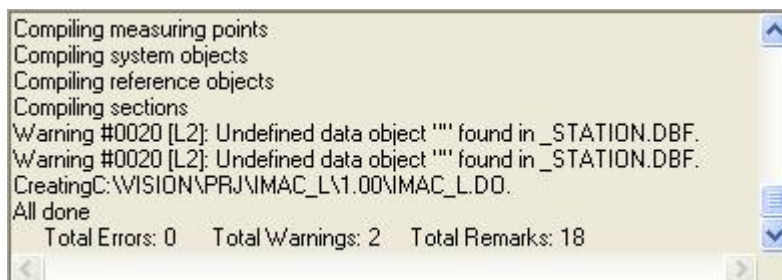 Compiling measuring points
Compiling system objects
Compiling reference objects
Compiling sections
Warning #0020 [L2]: Undefined data object "" found in _STATION.DBF.
Warning #0020 [L2]: Undefined data object "" found in _STATION.DBF.
CreatingC:\VISION\PRJ\IMAC_L\1.00\IMAC_L.DO.
All done
Total Errors: 0 Total Warnings: 2 Total Remarks: 18